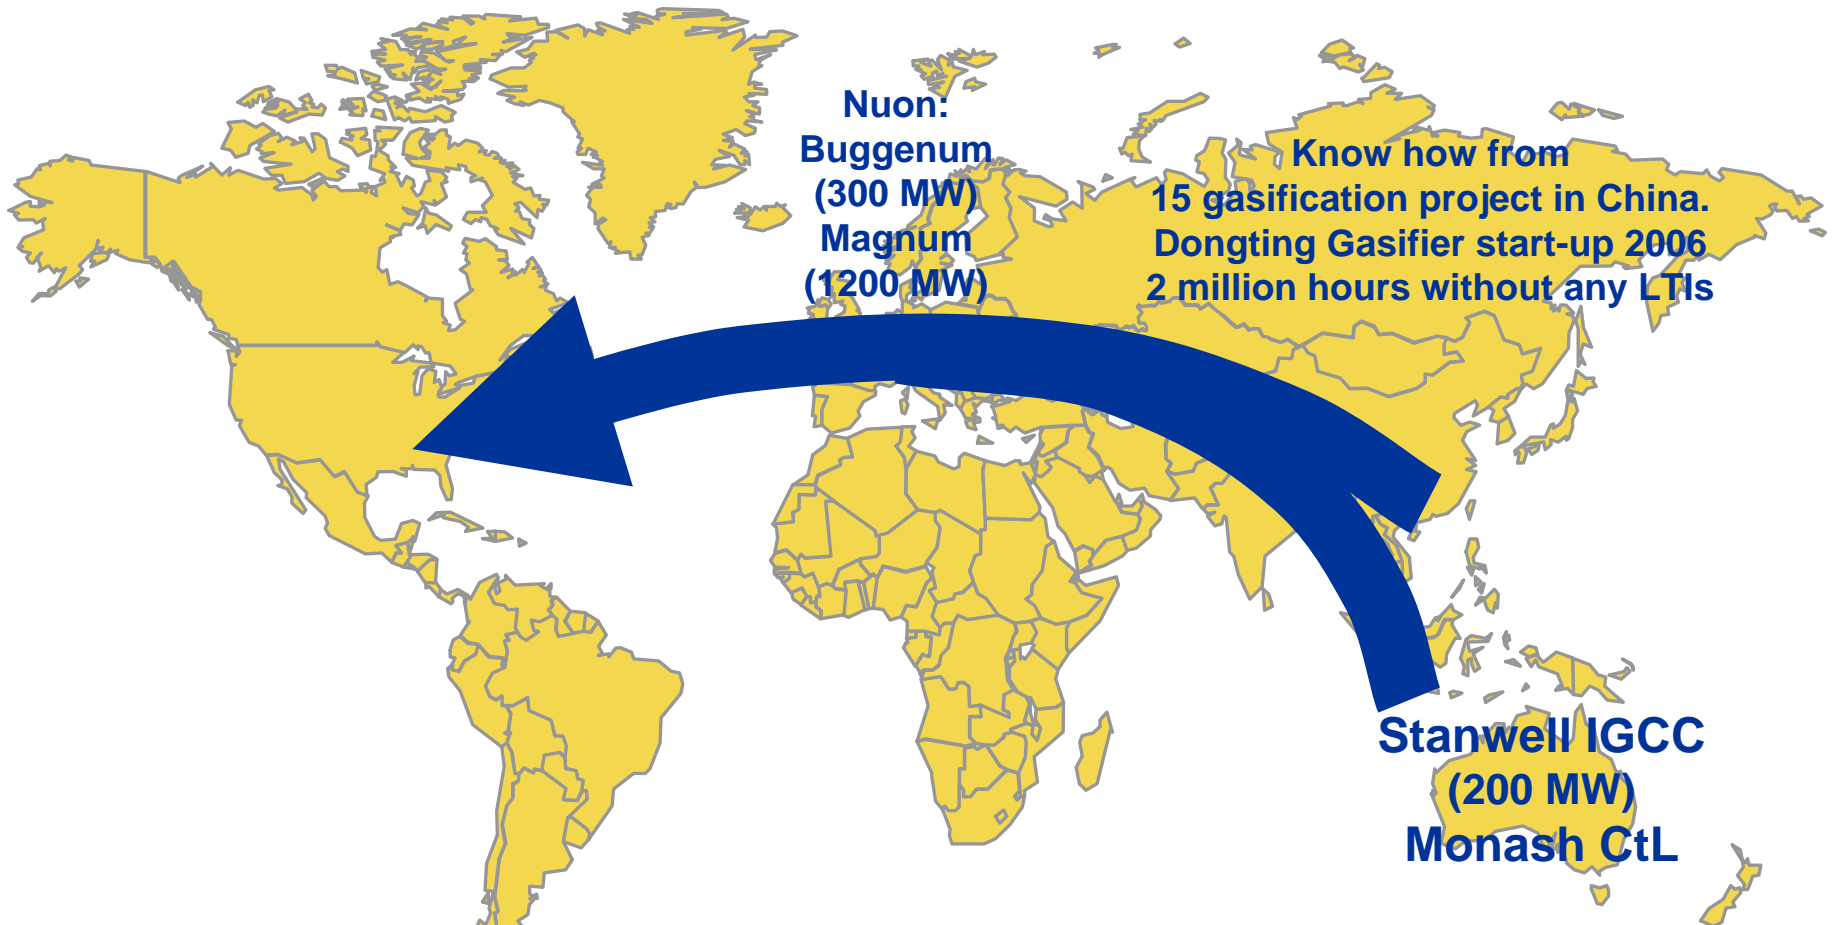 Nuon:
Buggenum
(300 MW)
Magnum
(1200 MW)
Know how from
15 gasification project in China.
Dongting Gasifier start-up 2006
2 million hours without any LTIs
Stanwell IGCC
(200 MW)
Monash CtL